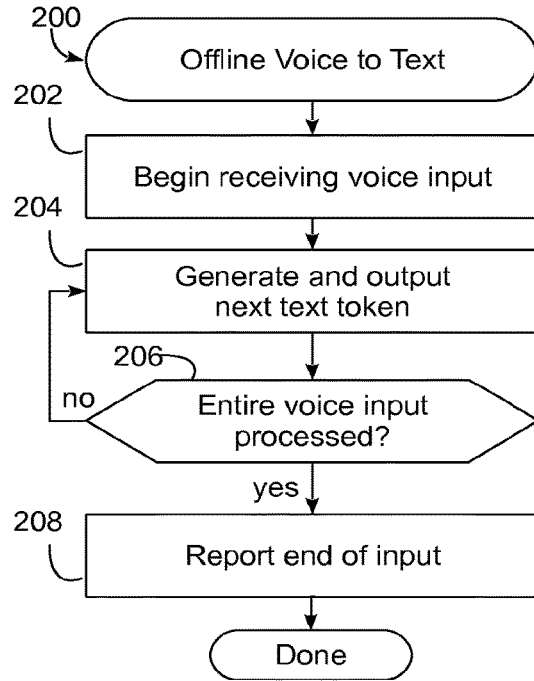 200
Offline Voice to Text
202
Begin receiving voice input
204
Generate and output
next text token
206
no
Entire voice input
processed?
yes
208
Report end of input
Done